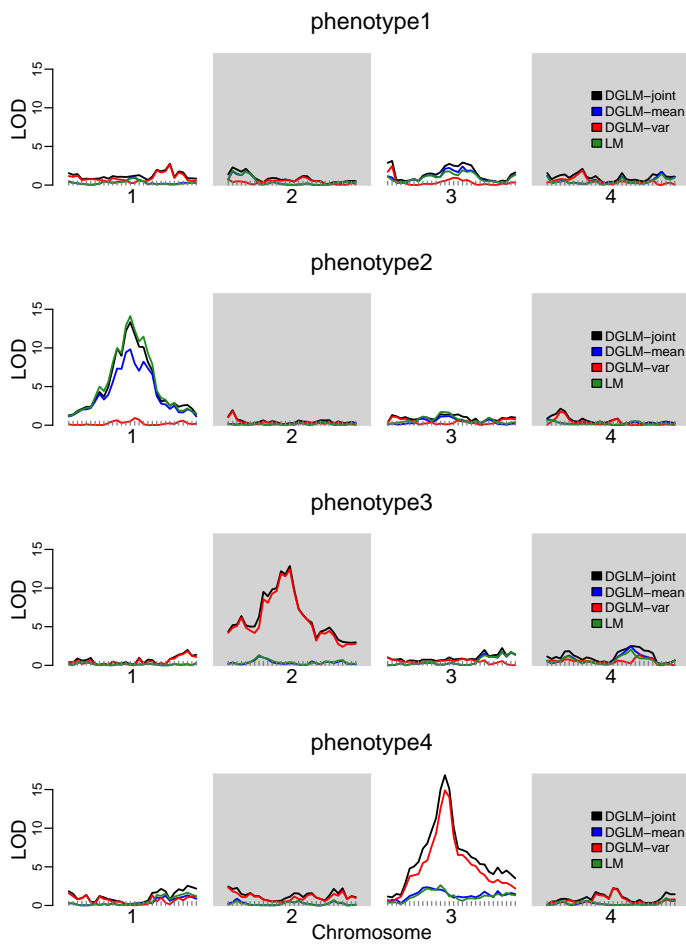 phenotype1
LOD
15
10
5
0
DGLM-joint
DGLM-mean
DGLM-var
LM
1 2 3 4
phenotype2
LOD
15
10
5
0
DGLM-joint
DGLM-mean
DGLM-var
LM
1 2 3 4
phenotype3
LOD
15
10
5
0
DGLM-joint
DGLM-mean
DGLM-var
LM
1 2 3 4
phenotype4
LOD
15
10
5
0
DGLM-joint
DGLM-mean
DGLM-var
LM
1 2 3 4
Chromosome